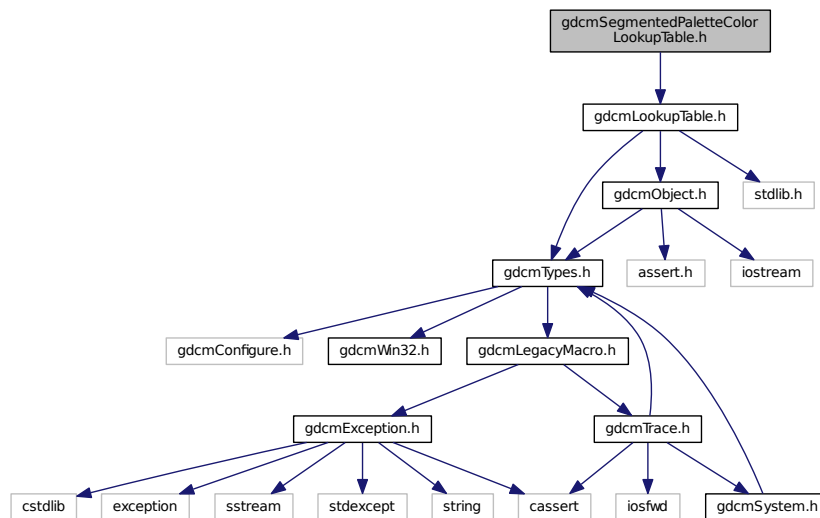 gdcmSegmentedPaletteColor
LookupTable.h
gdcmLookupTable.h
gdcmObject.h
stdlib.h
gdcmTypes.h
assert.h
iostream
gdcmConfigure.h
gdcmWin32.h
gdcmLegacyMacro.h
gdcmException.h
gdcmTrace.h
cstdlib
exception
sstream
stdexcept
string
cassert
iosfwd
gdcmSystem.h